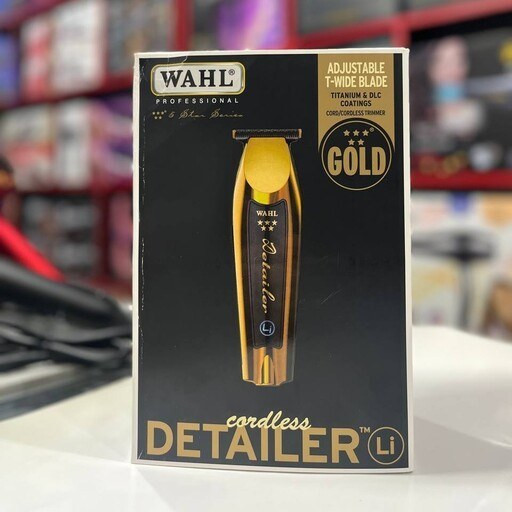 WAHL®
PROFESSIONAL
5 Star Series
ADJUSTABLE
T-WIDE BLADE
TITANIUM & DLC
COATINGS
CORD/CORDLESS TRIMMER
GOLD
WAHL
Detailer
Li
cordless
DETAILER™ Li